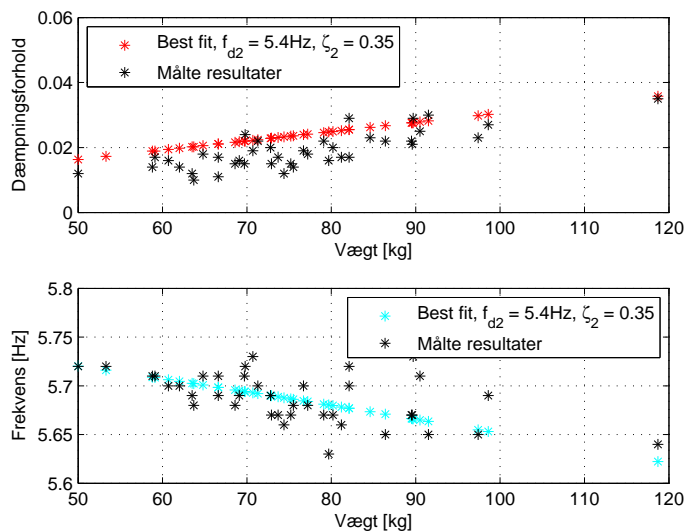 0.06
0.04
0.02
0
Dæmpningsforhold
Best fit, f_d2 = 5.4Hz, ζ_2 = 0.35
Målte resultater
50 60 70 80 90 100 110 120
Vægt [kg]
5.8
5.75
5.7
5.65
5.6
Frekvens [Hz]
Best fit, f_d2 = 5.4Hz, ζ_2 = 0.35
Målte resultater
50 60 70 80 90 100 110 120
Vægt [kg]